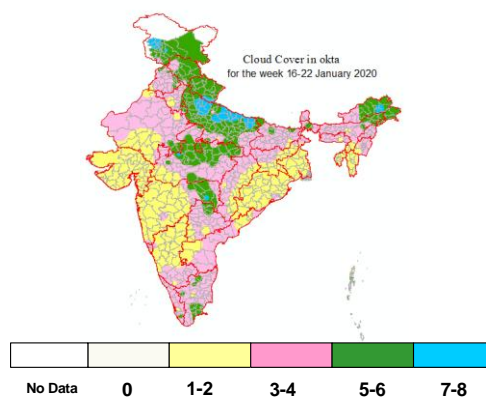 Cloud Cover in okta
for the week 16-22 January 2020
No Data 0 1-2 3-4 5-6 7-8